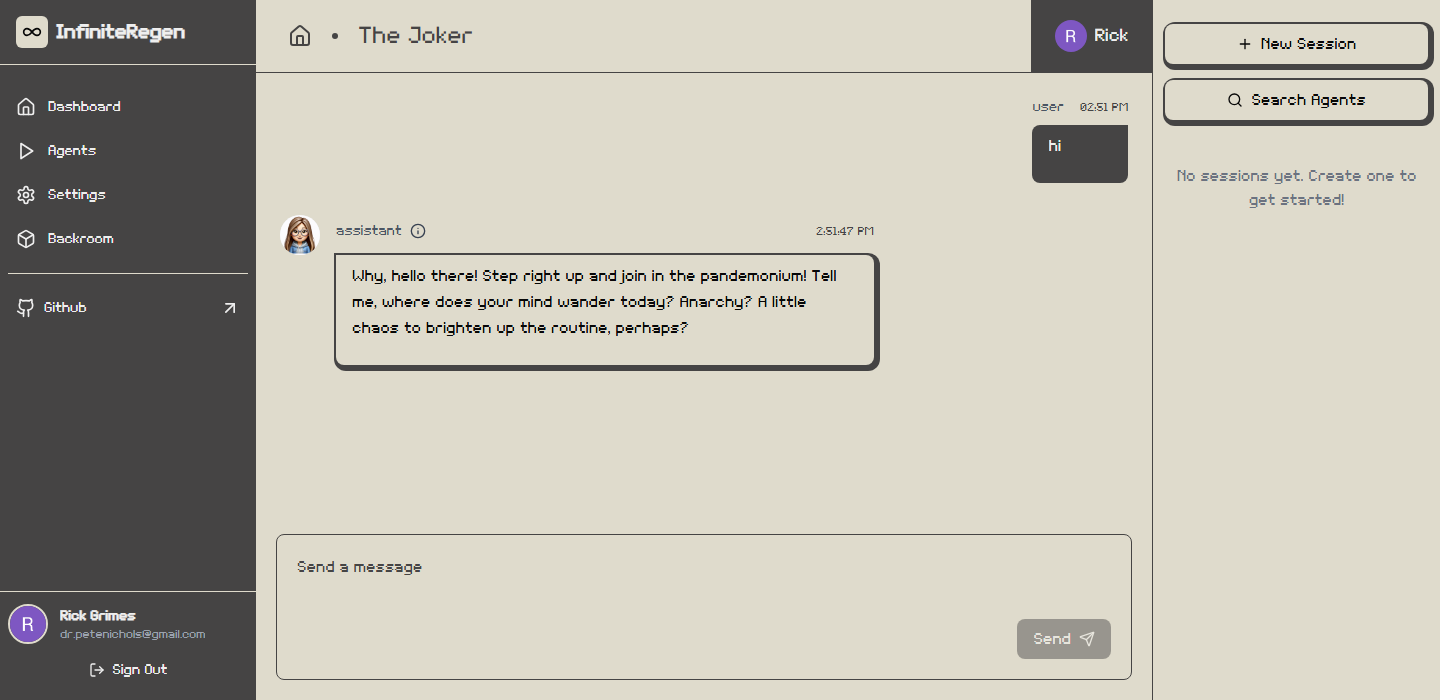 InfiniteRegen
Dashboard
Agents
Settings
Backroom
Github
Rick Grimes
dr.petenichols@gmail.com
Sign Out
The Joker
R Rick
user 02:51 PM
hi
assistant 2:51:47 PM
Why, hello there! Step right up and join in the pandemonium! Tell
me, where does your mind wander today? Anarchy? A little
chaos to brighten up the routine, perhaps?
Send a message
Send
New Session
Search Agents
No sessions yet. Create one to
get started!
R